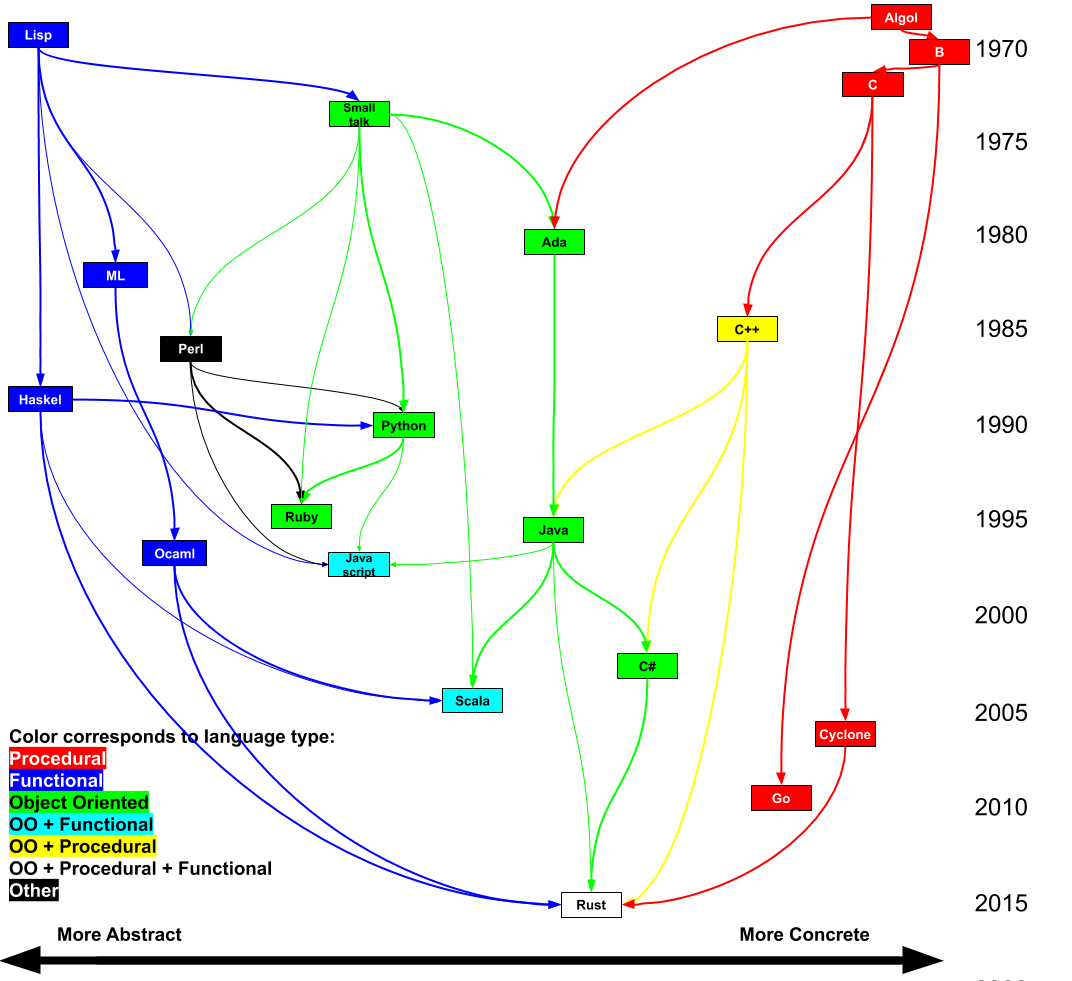 Algol
Lisp
B
1970
C
Small
talk
1975
1980
Ada
ML
1985
C++
Perl
Haskel
1990
Python
Ruby
1995
Java
Ocaml
Java
script
2000
C#
Scala
2005
Cyclone
Color corresponds to language type:
Procedural
Functional
Object Oriented
OO + Functional
OO + Procedural
OO + Procedural + Functional
Other
Go
2010
Rust
2015
More Abstract
More Concrete